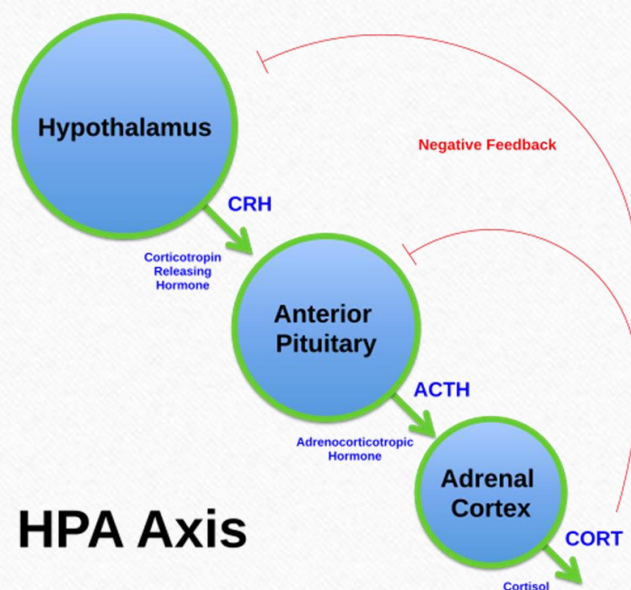 Hypothalamus
Negative Feedback
CRH
Corticotropin
Releasing
Hormone
Anterior
Pituitary
ACTH
Adrenocorticotropic
Hormone
Adrenal
Cortex
HPA Axis
CORT
Cortisol